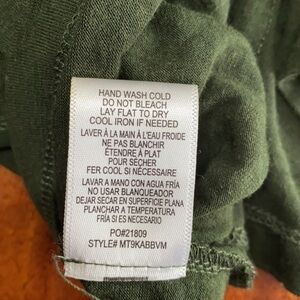 HAND WASH COLD
DO NOT BLEACH
LAY FLAT TO DRY
COOL IRON IF NEEDED
LAVER À LA MAIN À L'EAU FROIDE
NE PAS BLANCHIR
ÉTENDRE À PLAT
POUR SÉCHER
FER COOL SI NÉCESSAIRE
LAVAR A MANO CON AGUA FRÍA
NO USAR BLANQUEADOR
DEJAR SECAR EN SUPERFICIE PLANA
PLANCHAR A TEMPERATURA
FRÍA SI ES NECESARIO
PO#21809
STYLE# MT9KABBVM